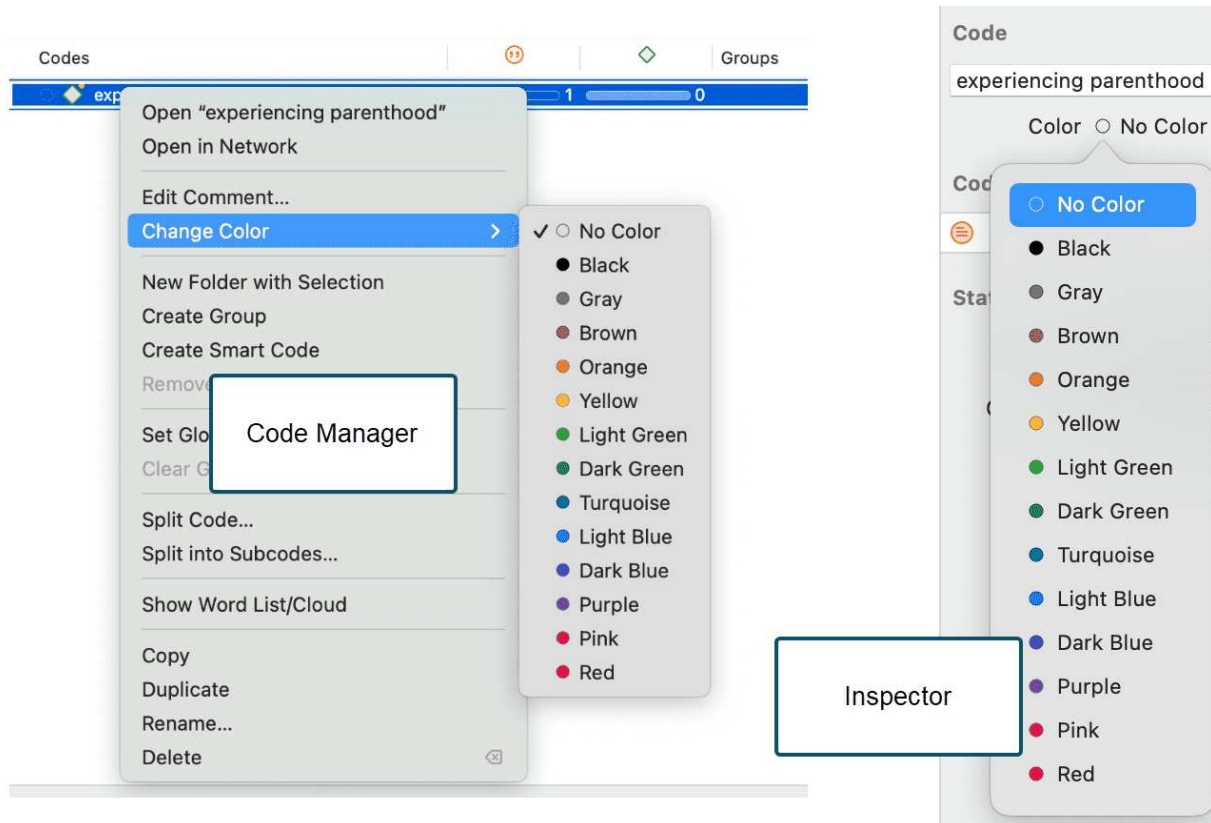 Codes
Groups
exp
1
0
Open “experiencing parenthood”
Open in Network
Edit Comment...
Change Color
New Folder with Selection
Create Group
Create Smart Code
Remove
Set Glo
Clear G
Split Code...
Split into Subcodes...
Show Word List/Cloud
Copy
Duplicate
Rename...
Delete
No Color
Black
Gray
Brown
Orange
Yellow
Light Green
Dark Green
Turquoise
Light Blue
Dark Blue
Purple
Pink
Red
Code Manager
Code
experiencing parenthood
Color No Color
Cod
Stat
No Color
Black
Gray
Brown
Orange
Yellow
Light Green
Dark Green
Turquoise
Light Blue
Dark Blue
Purple
Pink
Red
Inspector